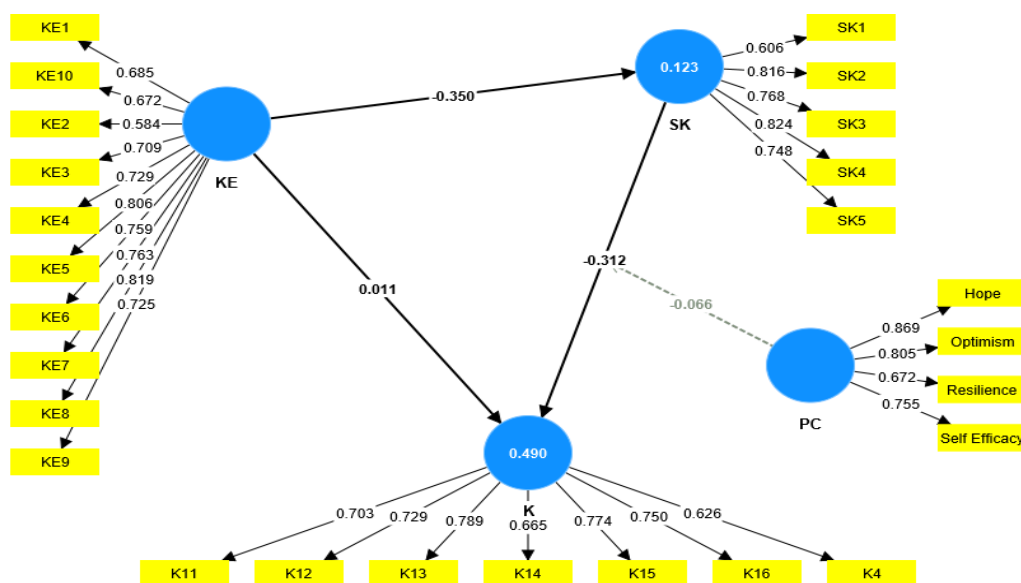 KE1
KE10
KE2
KE3
KE4
KE5
KE6
KE7
KE8
KE9
0.685
0.672
0.584
0.709
0.729
0.806
0.759
0.763
0.819
0.725
KE
-0.350
0.011
0.123
SK
0.606
0.816
0.768
0.824
0.748
SK1
SK2
SK3
SK4
SK5
-0.312
-0.066
PC
0.869
0.805
0.672
0.755
Hope
Optimism
Resilience
Self Efficacy
0.490
K
0.703
0.729
0.789
0.665
0.774
0.750
0.626
K11
K12
K13
K14
K15
K16
K4